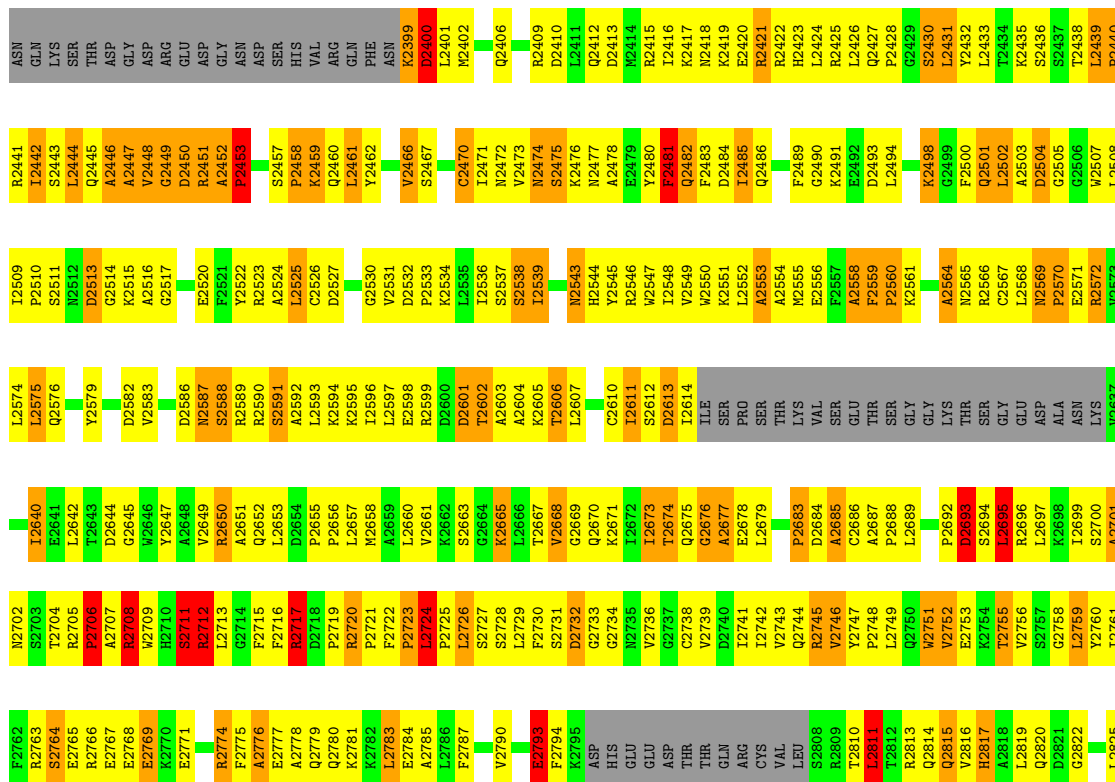 ASN GLN LYS SER THR ASP GLY ASP ARG GLU ASP GLY ASN ASP SER HIS VAL ARG GLN PHE ASN K2399 D2400 L2401 M2402 Q2406 R2409 D2410 L2411 Q2412 D2413 M2414 R2415 I2416 K2417 N2418 K2419 E2420 R2421 R2422 H2423 L2424 R2425 L2426 Q2427 P2428 G2429 S2430 L2431 Y2432 L2433 T2434 K2435 S2436 S2437 T2438 L2439
R2441 I2442 S2443 L2444 Q2445 A2446 A2447 V2448 C2449 D2450 R2451 A2452 P2453 S2457 P2458 K2459 Q2460 L2461 Y2462 V2466 S2467 C2470 I2471 N2472 V2473 N2474 S2475 K2476 N2477 A2478 E2479 Y2480 F2481 Q2482 F2483 D2484 I2485 Q2486 F2489 G2490 K2491 E2492 D2493 L2494 K2498 G2499 F2500 Q2501 L2502 A2503 D2504 G2505 G2506 W2507
I2509 P2510 S2511 N2512 D2513 G2514 K2515 A2516 G2517 E2520 F2521 Y2522 R2523 A2524 L2525 C2526 D2527 G2530 V2531 D2532 P2533 K2534 L2535 I2536 S2537 S2538 I2539 N2543 H2544 Y2545 R2546 W2547 I2548 V2549 W2550 K2551 L2552 A2553 A2554 M2555 E2556 F2557 A2558 F2559 P2560 K2561 A2564 N2565 R2566 C2567 L2568 N2569 P2570 E2571 R2572
L2574 L2575 Q2576 Y2579 D2582 V2583 D2586 N2587 S2588 R2589 R2590 S2591 A2592 L2593 K2594 K2595 I2596 L2597 E2598 R2599 D2600 D2601 T2602 A2603 A2604 K2605 T2606 L2607 C2610 I2611 S2612 D2613 I2614 ILE SER PRO SER THR LYS VAL SER GLU THR SER GLY GLY LYS THR SER GLY GLU ASP ALA ASN LYS V2637
I2640 E2641 L2642 T2643 D2644 G2645 W2646 Y2647 A2648 V2649 R2650 A2651 Q2652 L2653 D2654 P2655 P2656 L2657 M2658 A2659 L2660 V2661 K2662 S2663 G2664 K2665 L2666 T2667 V2668 G2669 Q2670 K2671 I2672 I2673 T2674 Q2675 G2676 A2677 E2678 L2679 P2683 D2684 A2685 C2686 A2687 P2688 L2689 P2692 D2693 S2694 L2695 R2696 L2697 K2698 I2699 S2700 A2701
N2702 S2703 T2704 R2705 P2706 A2707 R2708 W2709 H2710 S2711 R2712 L2713 G2714 F2715 F2716 R2717 D2718 P2719 R2720 P2721 F2722 P2723 L2724 P2725 L2726 S2727 S2728 L2729 F2730 S2731 D2732 G2733 G2734 N2735 V2736 G2737 C2738 V2739 D2740 I2741 I2742 V2743 Q2744 R2745 V2746 Y2747 P2748 L2749 Q2750 W2751 V2752 E2753 K2754 T2755 V2756 S2757 G2758 L2759 Y2760
F2762 R2763 S2764 E2765 R2766 E2767 E2768 E2769 K2770 E2771 R2774 F2775 A2776 E2777 A2778 Q2779 Q2780 K2781 K2782 L2783 E2784 A2785 L2786 F2787 V2790 E2793 F2794 K2795 ASP HIS GLU GLU ASP THR THR GLN ARG CYS VAL LEU S2808 R2809 T2810 L2811 T2812 R2813 Q2814 Q2815 V2816 H2817 A2818 L2819 Q2820 D2821 G2822